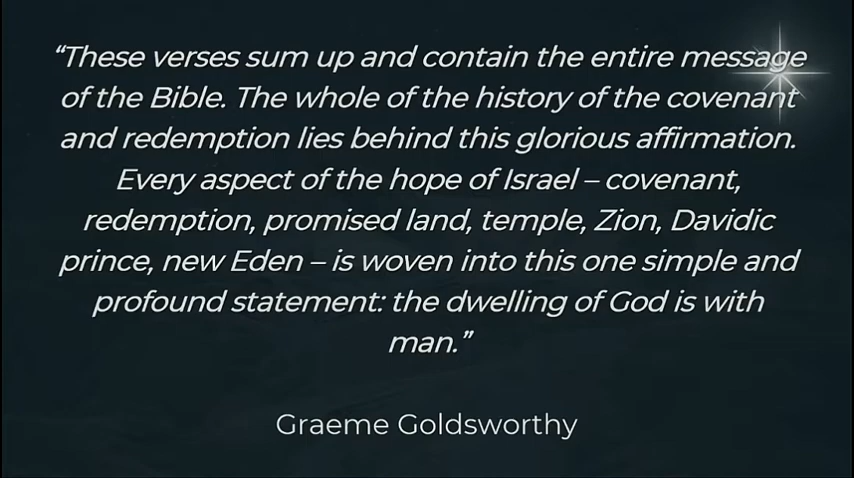 “These verses sum up and contain the entire message
of the Bible. The whole of the history of the covenant
and redemption lies behind this glorious affirmation.
Every aspect of the hope of Israel – covenant,
redemption, promised land, temple, Zion, Davidic
prince, new Eden – is woven into this one simple and
profound statement: the dwelling of God is with
man.”
Graeme Goldsworthy